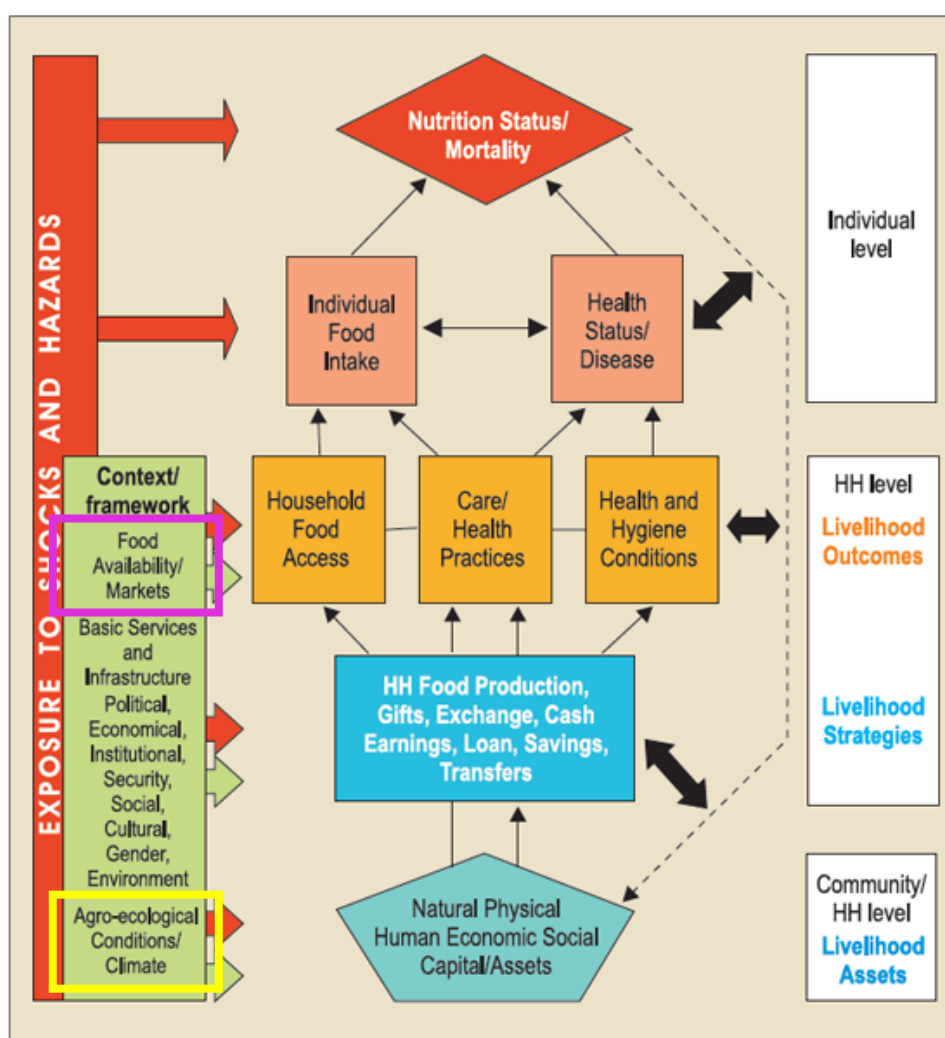 EXPOSURE TO SHOCKS AND HAZARDS
Nutrition Status/
Mortality
Individual
Food
Intake
Health
Status/
Disease
Individual
level
Context/
framework
Food
Availability/
Markets
Basic Services
and
Infrastructure
Political,
Economical,
Institutional,
Security,
Social,
Cultural,
Gender,
Environment
Agro-ecological
Conditions/
Climate
Household
Food
Access
Care/
Health
Practices
Health and
Hygiene
Conditions
HH level
Livelihood
Outcomes
HH Food Production,
Gifts, Exchange, Cash
Earnings, Loan, Savings,
Transfers
Livelihood
Strategies
Natural Physical
Human Economic Social
Capital/Assets
Community/
HH level
Livelihood
Assets